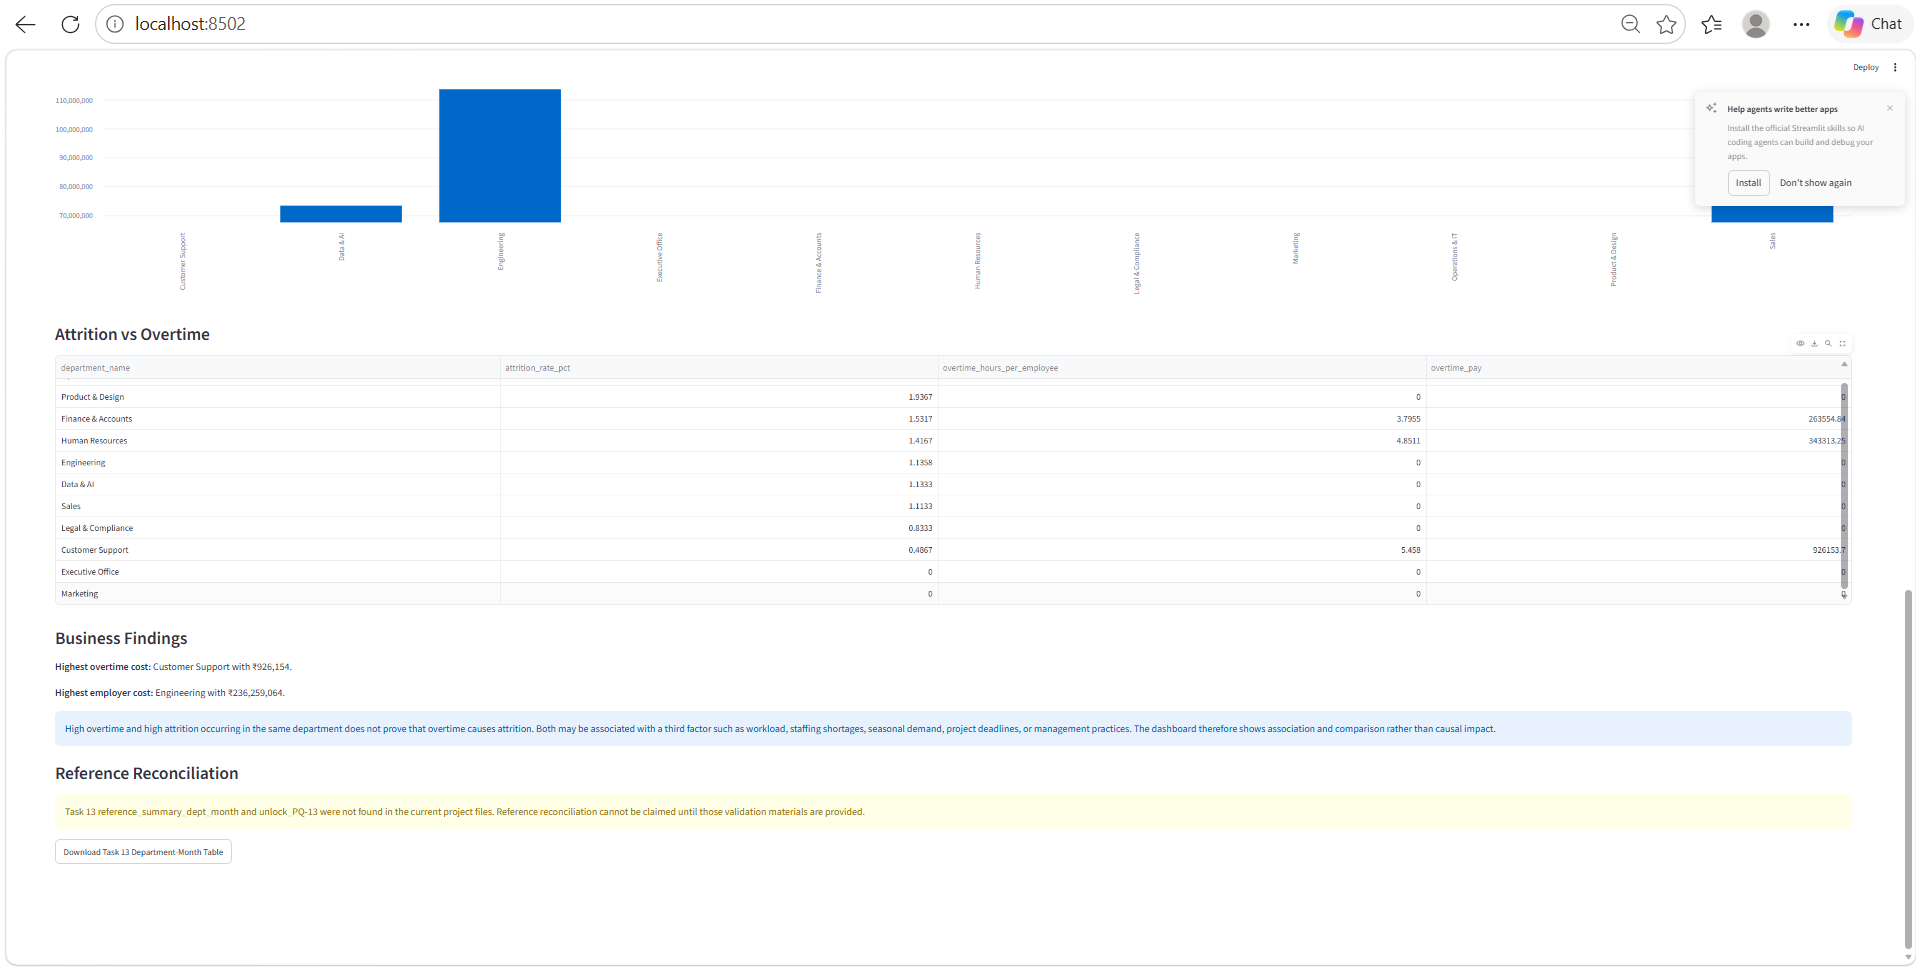 localhost:8502
Chat
Deploy
Help agents write better apps
Install the official Streamlit skills so AI
coding agents can build and debug your
apps.
Install Don't show again
110,000,000
100,000,000
90,000,000
80,000,000
70,000,000
Customer Support
Data & AI
Engineering
Executive Office
Finance & Accounts
Human Resources
Legal & Compliance
Marketing
Operations & IT
Product & Design
Sales
Attrition vs Overtime
department_name attrition_rate_pct overtime_hours_per_employee overtime_pay
Product & Design 1.9367 0 0
Finance & Accounts 1.5317 3.7955 263554.84
Human Resources 1.4167 4.8511 343313.25
Engineering 1.1358 0 0
Data & AI 1.1333 0 0
Sales 1.1133 0 0
Legal & Compliance 0.8333 0 0
Customer Support 0.4867 5.458 926153.7
Executive Office 0 0 0
Marketing 0 0 0
Business Findings
Highest overtime cost: Customer Support with ₹926,154.
Highest employer cost: Engineering with ₹236,259,064.
High overtime and high attrition occurring in the same department does not prove that overtime causes attrition. Both may be associated with a third factor such as workload, staffing shortages, seasonal demand, project deadlines, or management practices. The dashboard therefore shows association and comparison rather than causal impact.
Reference Reconciliation
Task 13 reference_summary_dept_month and unlock_PQ-13 were not found in the current project files. Reference reconciliation cannot be claimed until those validation materials are provided.
Download Task 13 Department-Month Table